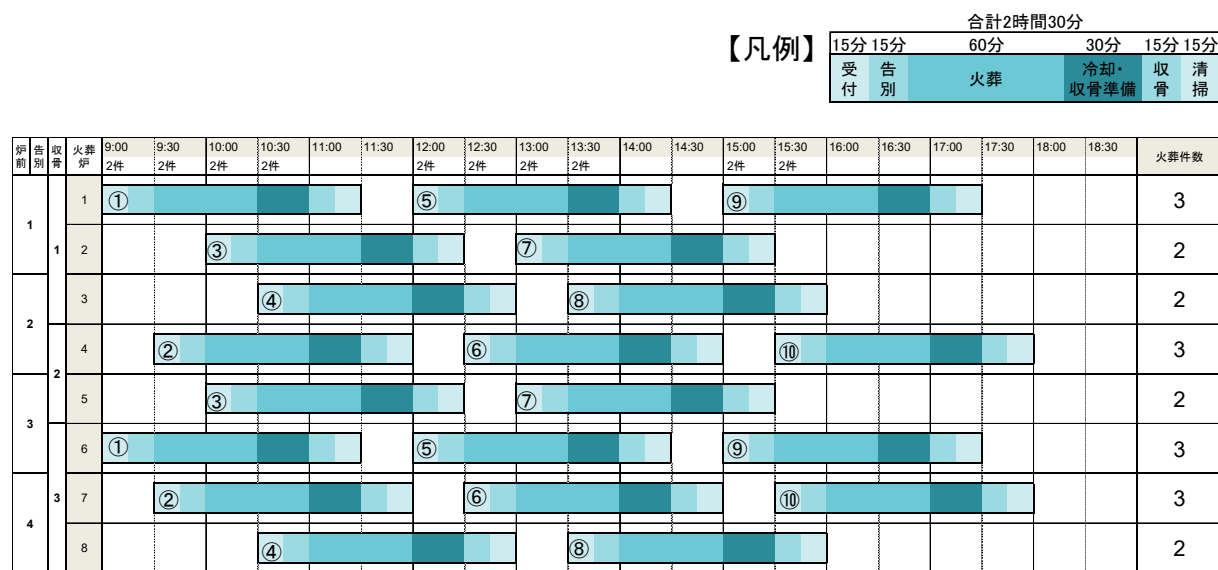 合計2時間30分
【凡例】
15分 15分 60分 30分 15分 15分
受付 告別 火葬 冷却・収骨準備 収骨 清掃
炉前 告別 収骨 火葬炉 9:00 9:30 10:00 10:30 11:00 11:30 12:00 12:30 13:00 13:30 14:00 14:30 15:00 15:30 16:00 16:30 17:00 17:30 18:00 18:30 火葬件数
2件 2件 2件 2件 2件 2件 2件 2件 2件 2件
1 1 ① ⑤ ⑨ 3
1 2 ③ ⑦ 2
2 3 ④ ⑧ 2
2 4 ② ⑥ ⑩ 3
3 5 ③ ⑦ 2
6 ① ⑤ ⑨ 3
3 7 ② ⑥ ⑩ 3
4 8 ④ ⑧ 2